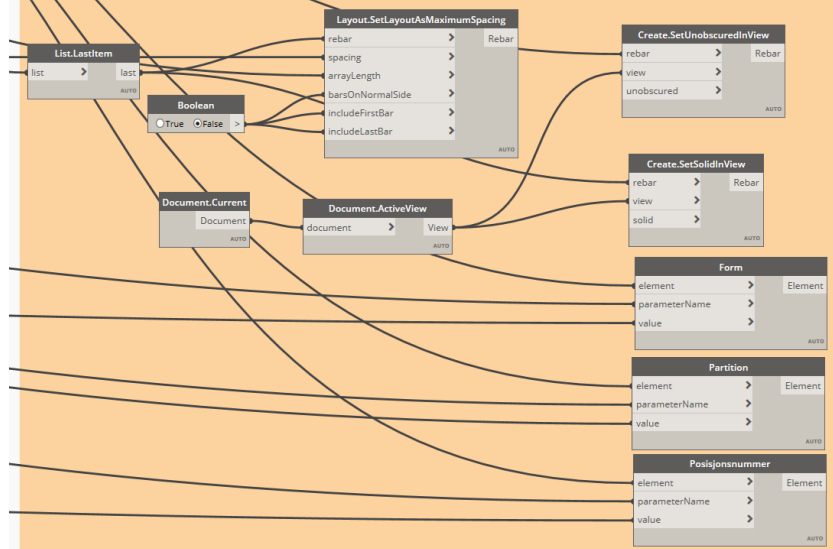 List.LastItem
list > last
AUTO
Boolean
True False >
Layout.SetLayoutAsMaximumSpacing
rebar > Rebar
spacing >
arrayLength >
barsOnNormalSide >
includeFirstBar >
includeLastBar >
AUTO
Create.SetUnobscuredInView
rebar > Rebar
view >
unobscured >
AUTO
Create.SetSolidInView
rebar > Rebar
view >
solid >
AUTO
Document.Current
Document
AUTO
Document.ActiveView
document > View
AUTO
Form
element > Element
parameterName >
value >
AUTO
Partition
element > Element
parameterName >
value >
AUTO
Posisjonsnummer
element > Element
parameterName >
value >
AUTO